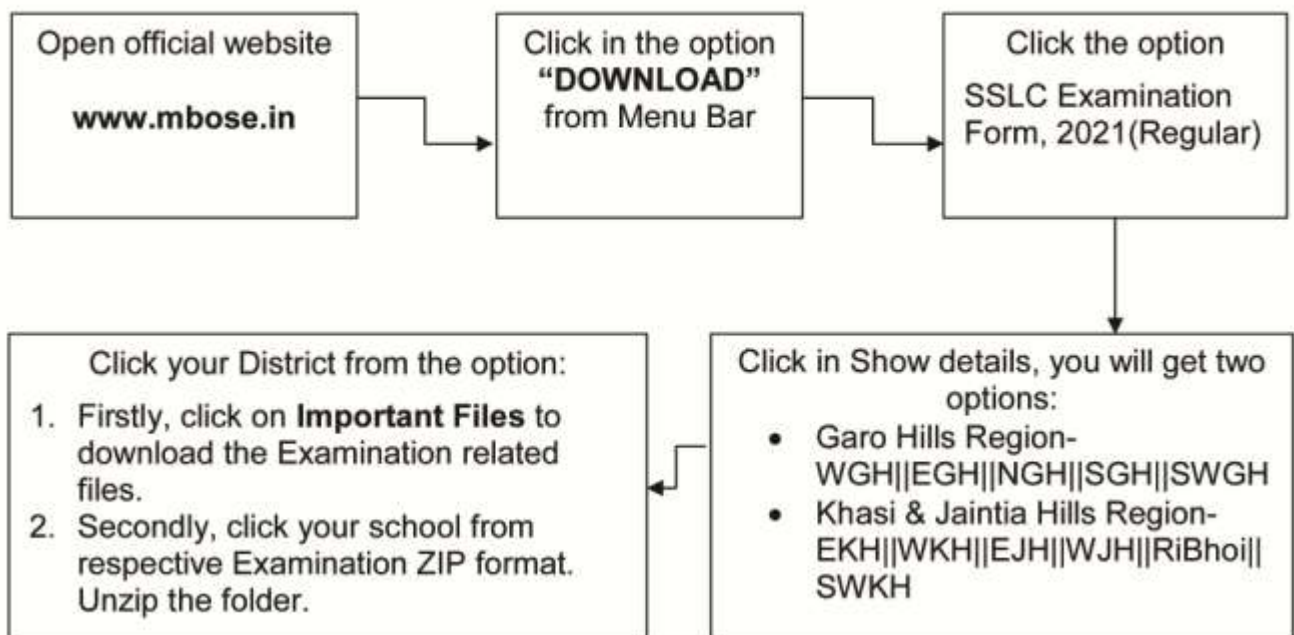 Open official website
www.mbose.in
Click in the option
“DOWNLOAD”
from Menu Bar
Click the option
SSLC Examination
Form, 2021(Regular)
Click in Show details, you will get two
options:
• Garo Hills Region-
WGH||EGH||NGH||SGH||SWGH
• Khasi & Jaintia Hills Region-
EKH||WKH||EJH||WJH||RiBhoi||
SWKH
Click your District from the option:
1. Firstly, click on Important Files to
download the Examination related
files.
2. Secondly, click your school from
respective Examination ZIP format.
Unzip the folder.